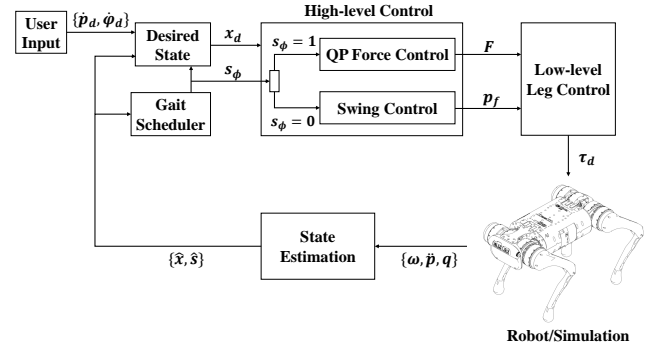 High-level Control
User
Input
{ṗ_d, φ̇_d}
Desired
State
x_d
s_ϕ = 1
QP Force Control
F
Low-level
Leg Control
s_ϕ
Gait
Scheduler
s_ϕ = 0
Swing Control
p_f
τ_d
State
Estimation
{x̂, ŝ}
{ω, p̈, q}
Robot/Simulation